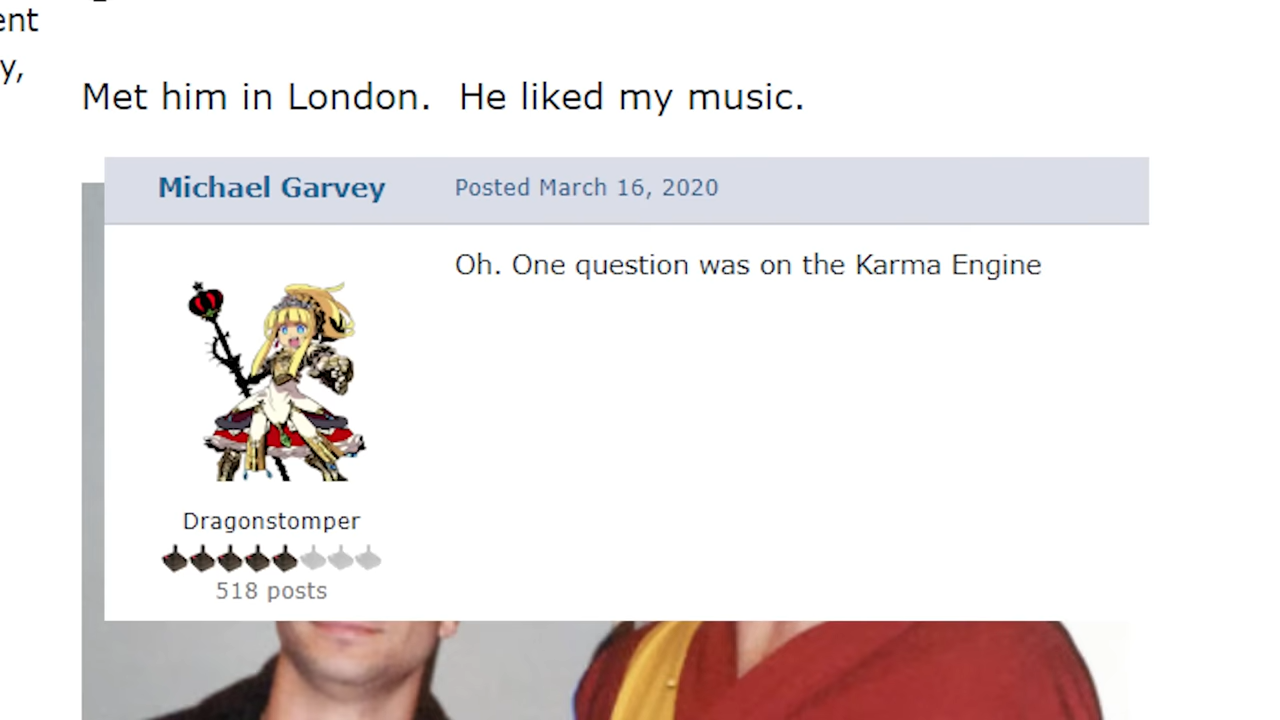 ent
y,
Met him in London.  He liked my music.
Michael Garvey
Posted March 16, 2020
Oh. One question was on the Karma Engine
Dragonstomper
518 posts